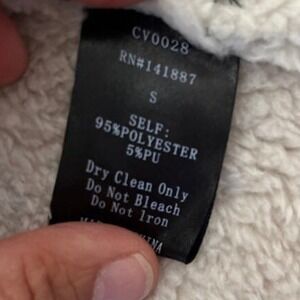 CV0028
RN#141887
S
SELF:
95%POLYESTER
5%PU
Dry Clean Only
Do Not Bleach
Do Not Iron